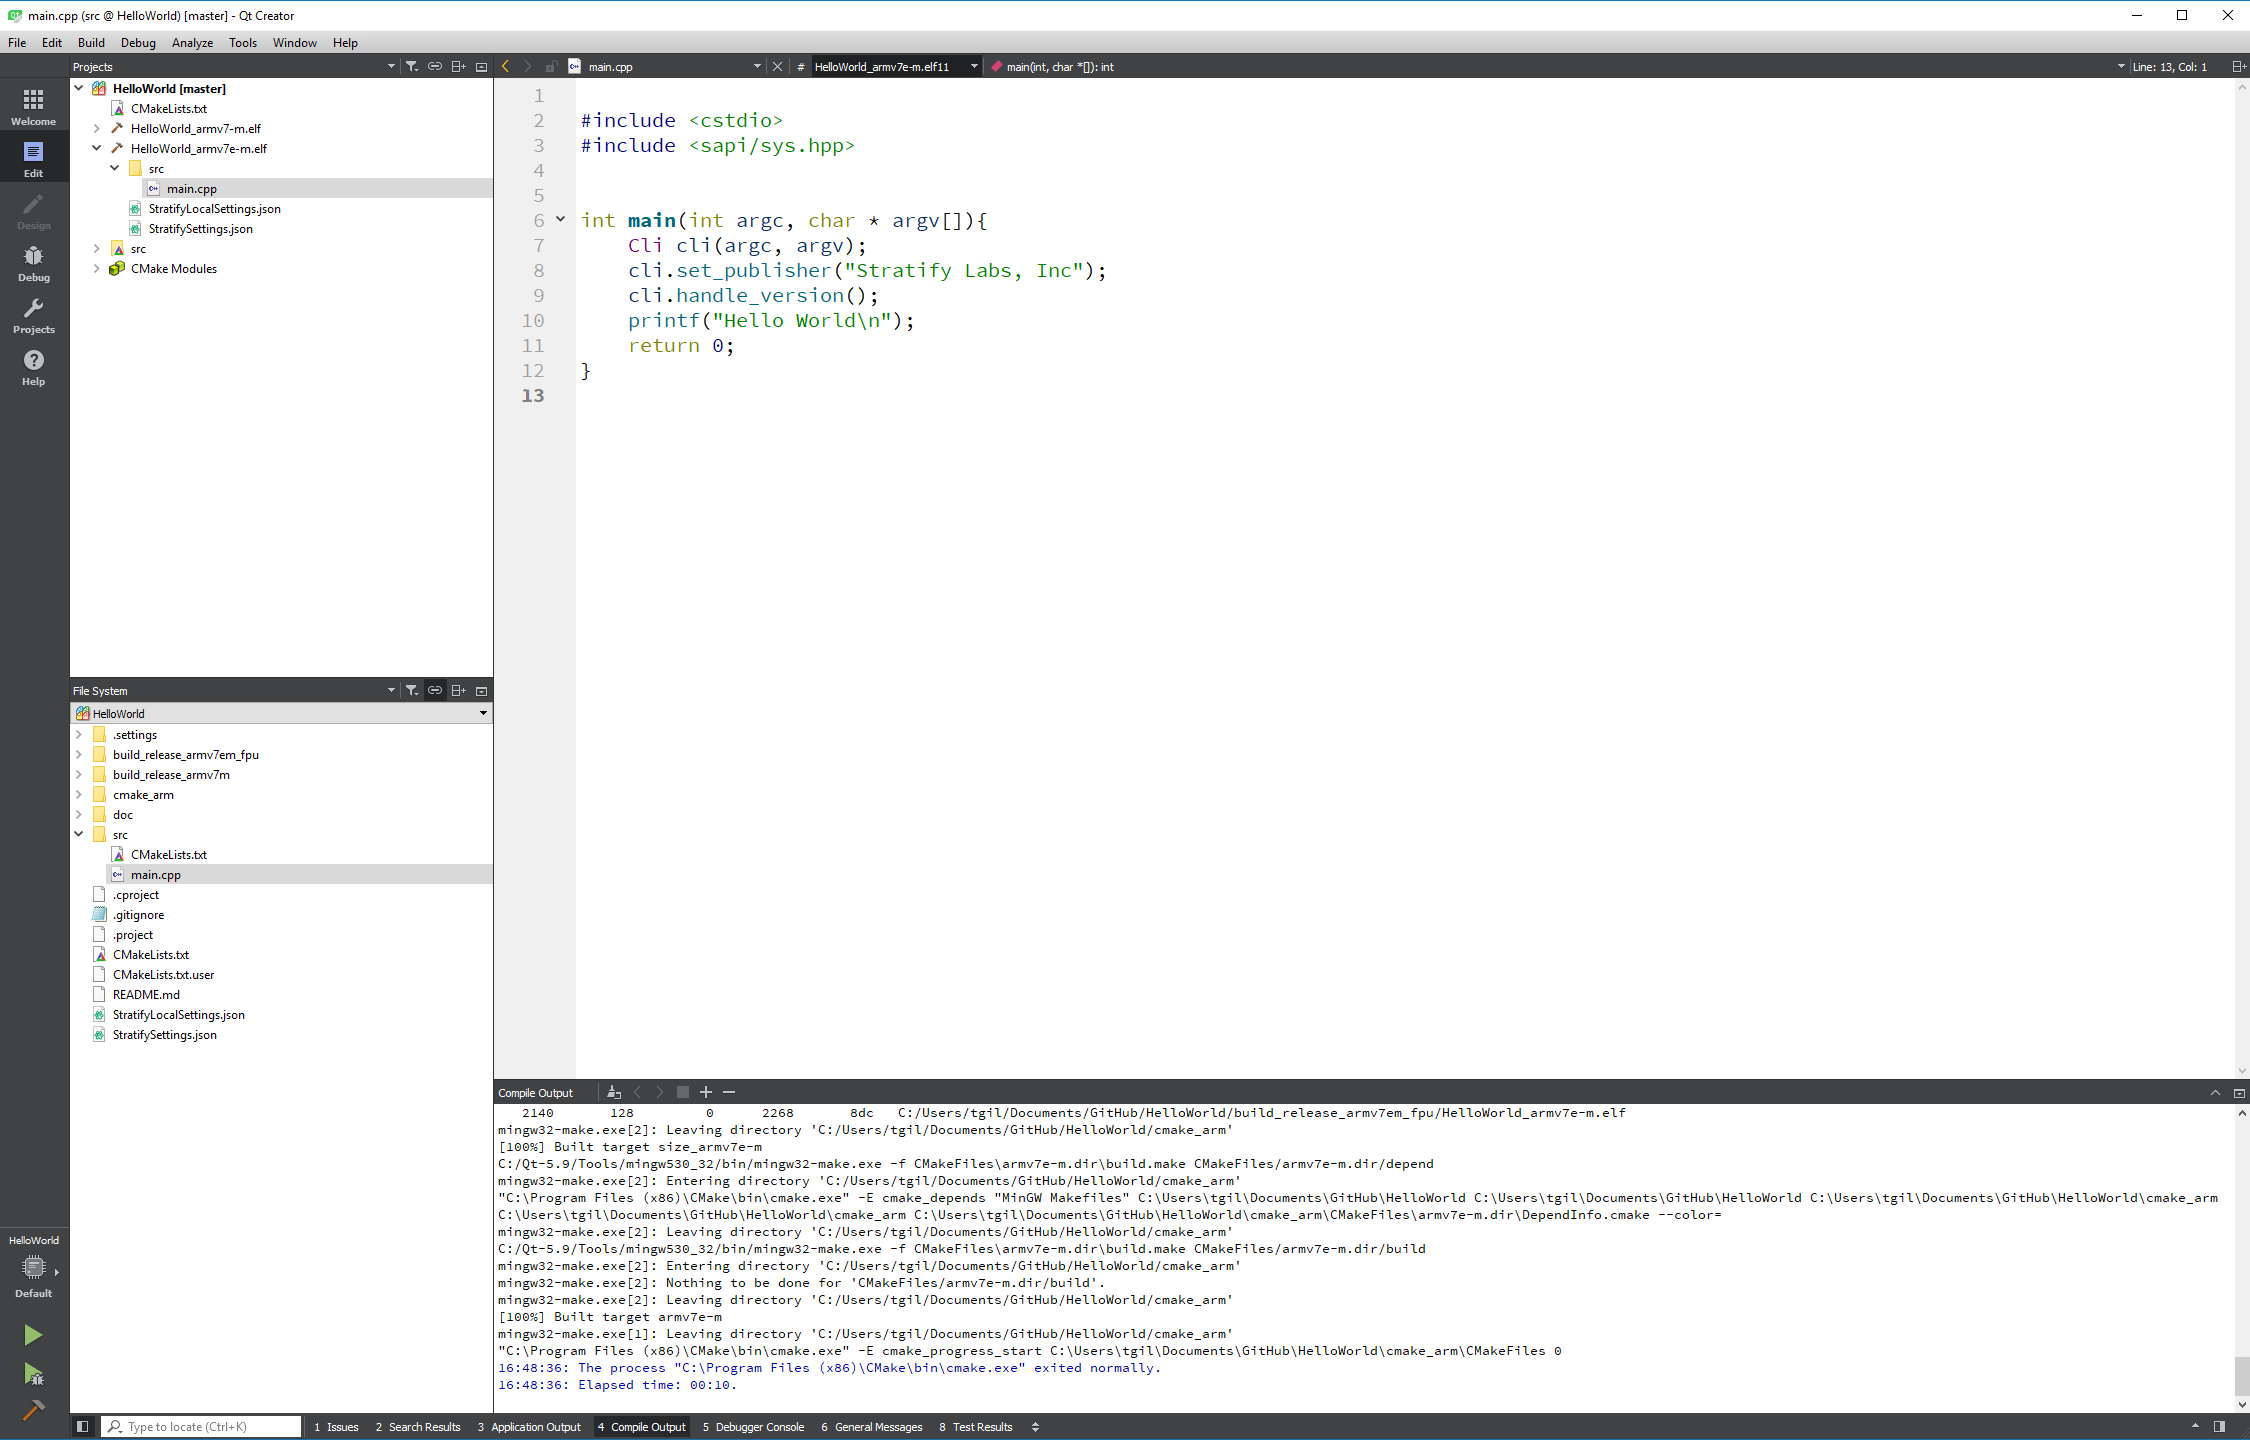 main.cpp (src @ HelloWorld) [master] - Qt Creator
File Edit Build Debug Analyze Tools Window Help
Projects
main.cpp
# HelloWorld_armv7e-m.elf11
main(int, char *[]): int
Line: 13, Col: 1
Welcome
Edit
Design
Debug
Projects
Help
HelloWorld [master]
CMakeLists.txt
HelloWorld_armv7-m.elf
HelloWorld_armv7e-m.elf
src
main.cpp
StratifyLocalSettings.json
StratifySettings.json
src
CMake Modules
1
2 #include <cstdio>
3 #include <sapi/sys.hpp>
4
5
6 int main(int argc, char * argv[]){
7 Cli cli(argc, argv);
8 cli.set_publisher("Stratify Labs, Inc");
9 cli.handle_version();
10 printf("Hello World\n");
11 return 0;
12 }
13
File System
HelloWorld
.settings
build_release_armv7em_fpu
build_release_armv7m
cmake_arm
doc
src
CMakeLists.txt
main.cpp
.cproject
.gitignore
.project
CMakeLists.txt
CMakeLists.txt.user
README.md
StratifyLocalSettings.json
StratifySettings.json
Compile Output
2140 128 0 2268 8dc C:/Users/tgil/Documents/GitHub/HelloWorld/build_release_armv7em_fpu/HelloWorld_armv7e-m.elf
mingw32-make.exe[2]: Leaving directory 'C:/Users/tgil/Documents/GitHub/HelloWorld/cmake_arm'
[100%] Built target size_armv7e-m
C:/Qt-5.9/Tools/mingw530_32/bin/mingw32-make.exe -f CMakeFiles\armv7e-m.dir\build.make CMakeFiles/armv7e-m.dir/depend
mingw32-make.exe[2]: Entering directory 'C:/Users/tgil/Documents/GitHub/HelloWorld/cmake_arm'
"C:\Program Files (x86)\CMake\bin\cmake.exe" -E cmake_depends "MinGW Makefiles" C:\Users\tgil\Documents\GitHub\HelloWorld C:\Users\tgil\Documents\GitHub\HelloWorld C:\Users\tgil\Documents\GitHub\HelloWorld\cmake_arm
C:\Users\tgil\Documents\GitHub\HelloWorld\cmake_arm C:\Users\tgil\Documents\GitHub\HelloWorld\cmake_arm\CMakeFiles\armv7e-m.dir\DependInfo.cmake --color=
mingw32-make.exe[2]: Leaving directory 'C:/Users/tgil/Documents/GitHub/HelloWorld/cmake_arm'
C:/Qt-5.9/Tools/mingw530_32/bin/mingw32-make.exe -f CMakeFiles\armv7e-m.dir\build.make CMakeFiles/armv7e-m.dir/build
mingw32-make.exe[2]: Entering directory 'C:/Users/tgil/Documents/GitHub/HelloWorld/cmake_arm'
mingw32-make.exe[2]: Nothing to be done for 'CMakeFiles/armv7e-m.dir/build'.
mingw32-make.exe[2]: Leaving directory 'C:/Users/tgil/Documents/GitHub/HelloWorld/cmake_arm'
[100%] Built target armv7e-m
mingw32-make.exe[1]: Leaving directory 'C:/Users/tgil/Documents/GitHub/HelloWorld/cmake_arm'
"C:\Program Files (x86)\CMake\bin\cmake.exe" -E cmake_progress_start C:\Users\tgil\Documents\GitHub\HelloWorld\cmake_arm\CMakeFiles 0
16:48:36: The process "C:\Program Files (x86)\CMake\bin\cmake.exe" exited normally.
16:48:36: Elapsed time: 00:10.
HelloWorld
Default
Type to locate (Ctrl+K)
1 Issues 2 Search Results 3 Application Output 4 Compile Output 5 Debugger Console 6 General Messages 8 Test Results